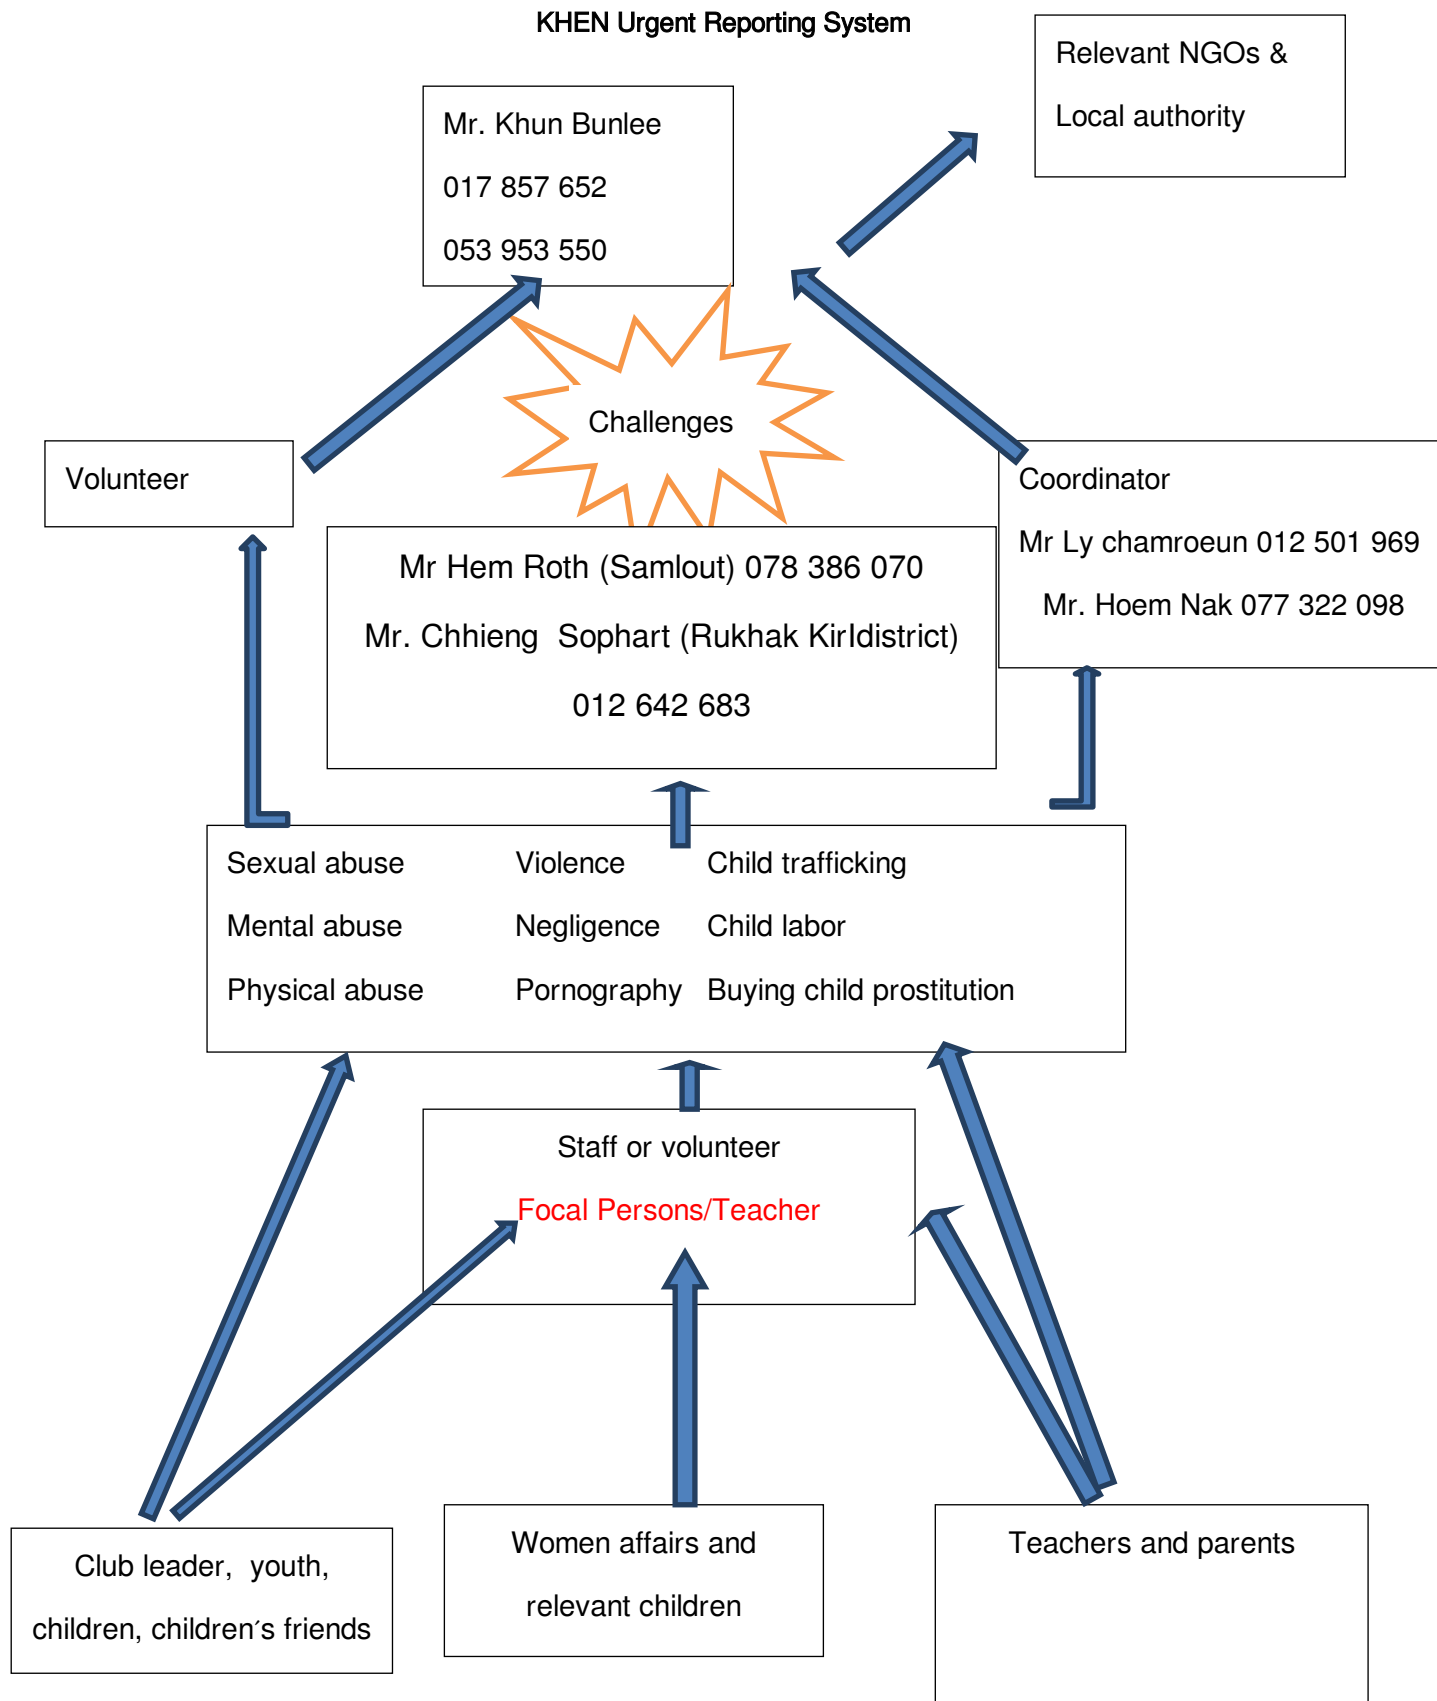 KHEN Urgent Reporting System
Relevant NGOs &
Local authority
Mr. Khun Bunlee
017 857 652
053 953 550
Challenges
Volunteer
Coordinator
Mr Ly chamroeun 012 501 969
Mr. Hoem Nak 077 322 098
Mr Hem Roth (Samlout) 078 386 070
Mr. Chhieng  Sophart (Rukhak KirIdistrict)
012 642 683
Sexual abuse Violence Child trafficking
Mental abuse Negligence Child labor
Physical abuse Pornography Buying child prostitution
Staff or volunteer
Focal Persons/Teacher
Club leader,  youth,
children, children´s friends
Women affairs and
relevant children
Teachers and parents